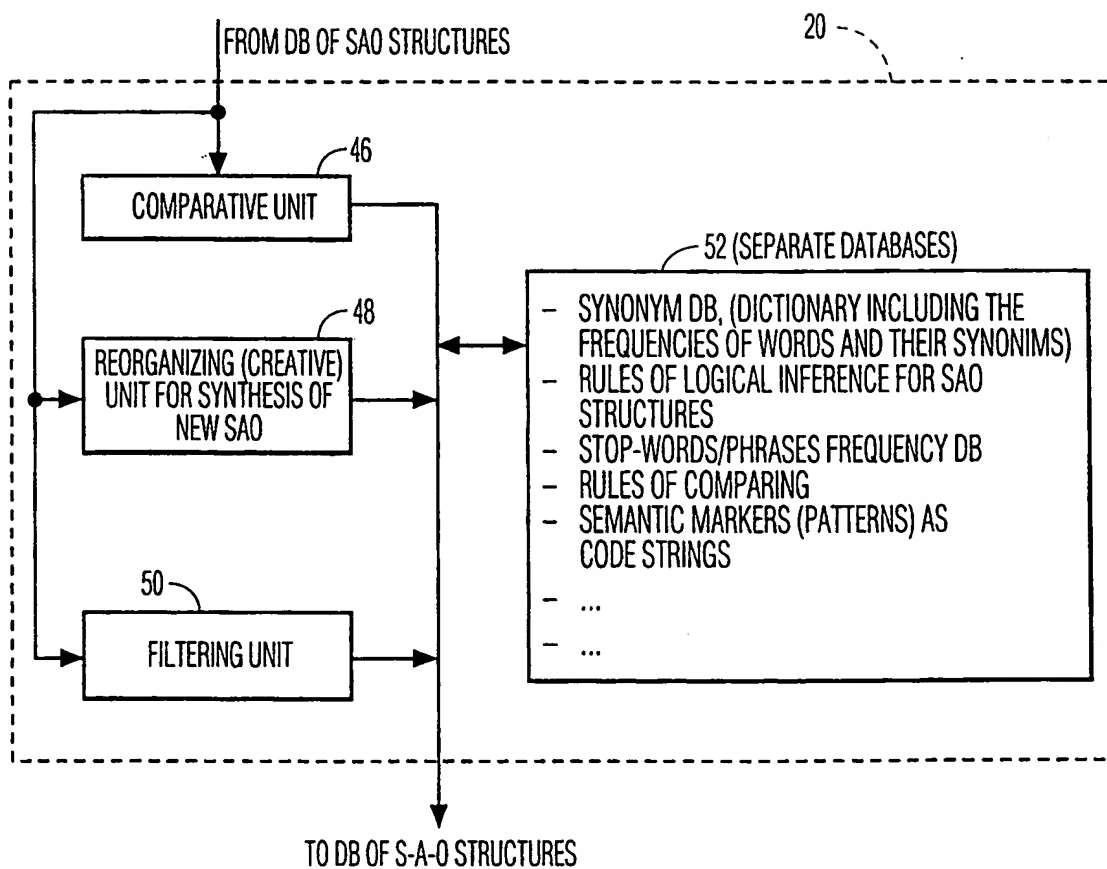 FROM DB OF SAO STRUCTURES
20
46
COMPARATIVE UNIT
48
REORGANIZING (CREATIVE)
UNIT FOR SYNTHESIS OF
NEW SAO
50
FILTERING UNIT
52 (SEPARATE DATABASES)
- SYNONYM DB, (DICTIONARY INCLUDING THE
FREQUENCIES OF WORDS AND THEIR SYNONIMS)
- RULES OF LOGICAL INFERENCE FOR SAO
STRUCTURES
- STOP-WORDS/PHRASES FREQUENCY DB
- RULES OF COMPARING
- SEMANTIC MARKERS (PATTERNS) AS
CODE STRINGS
- ...
- ...
TO DB OF S-A-O STRUCTURES